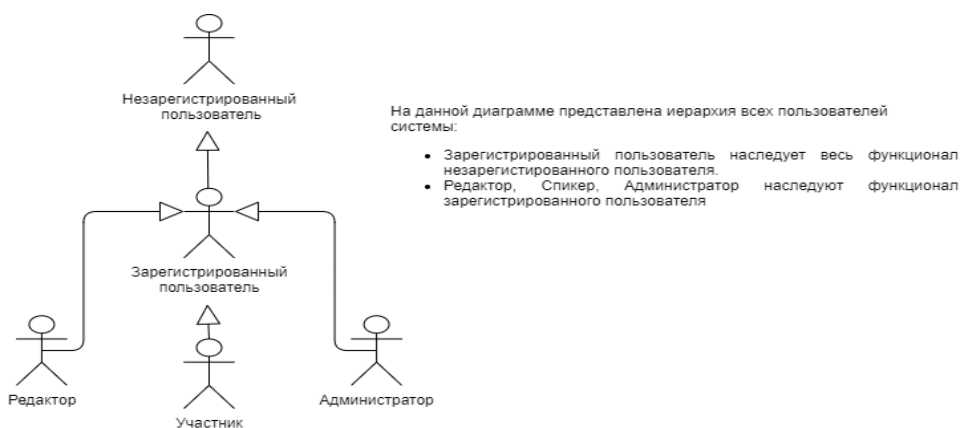 Незарегистрированный
пользователь
На данной диаграмме представлена иерархия всех пользователей
системы:
• Зарегистрированный пользователь наследует весь функционал
незарегистированного пользователя.
• Редактор, Спикер, Администратор наследуют функционал
зарегистрированного пользователя
Зарегистрированный
пользователь
Редактор
Участник
Администратор